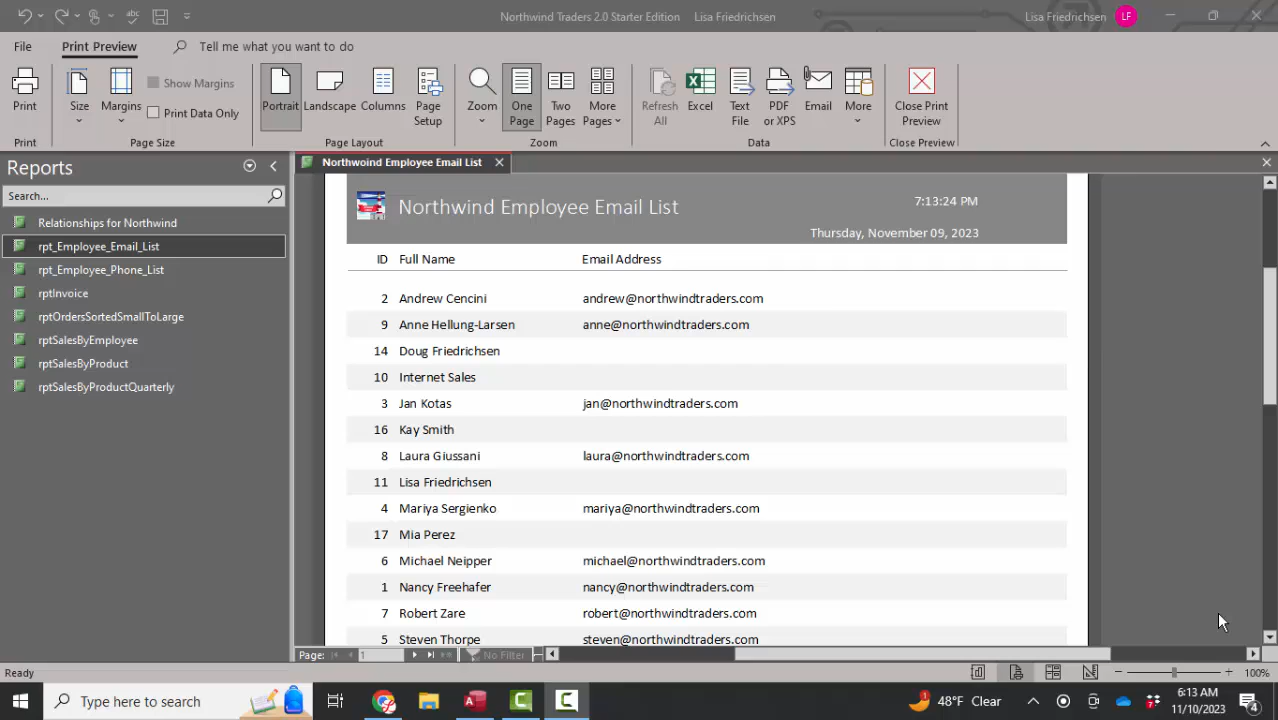 Northwind Traders 2.0 Starter Edition Lisa Friedrichsen Lisa Friedrichsen LF
File Print Preview Tell me what you want to do
Print Size Margins Show Margins Print Data Only Portrait Landscape Columns Page Setup Zoom One Page Two Pages More Pages Refresh All Excel Text File PDF or XPS Email More Close Print Preview
Print Page Size Page Layout Zoom Data Close Preview
Reports
Search...
Relationships for Northwind
rpt_Employee_Email_List
rpt_Employee_Phone_List
rptInvoice
rptOrdersSortedSmallToLarge
rptSalesByEmployee
rptSalesByProduct
rptSalesByProductQuarterly
Northwoind Employee Email List
Northwind Employee Email List 7:13:24 PM
Thursday, November 09, 2023
ID Full Name Email Address
2 Andrew Cencini andrew@northwindtraders.com
9 Anne Hellung-Larsen anne@northwindtraders.com
14 Doug Friedrichsen
10 Internet Sales
3 Jan Kotas jan@northwindtraders.com
16 Kay Smith
8 Laura Giussani laura@northwindtraders.com
11 Lisa Friedrichsen
4 Mariya Sergienko mariya@northwindtraders.com
17 Mia Perez
6 Michael Neipper michael@northwindtraders.com
1 Nancy Freehafer nancy@northwindtraders.com
7 Robert Zare robert@northwindtraders.com
5 Steven Thorpe steven@northwindtraders.com
Page: 1 No Filter
Ready 100%
Type here to search 48°F Clear 6:13 AM
11/10/2023 4